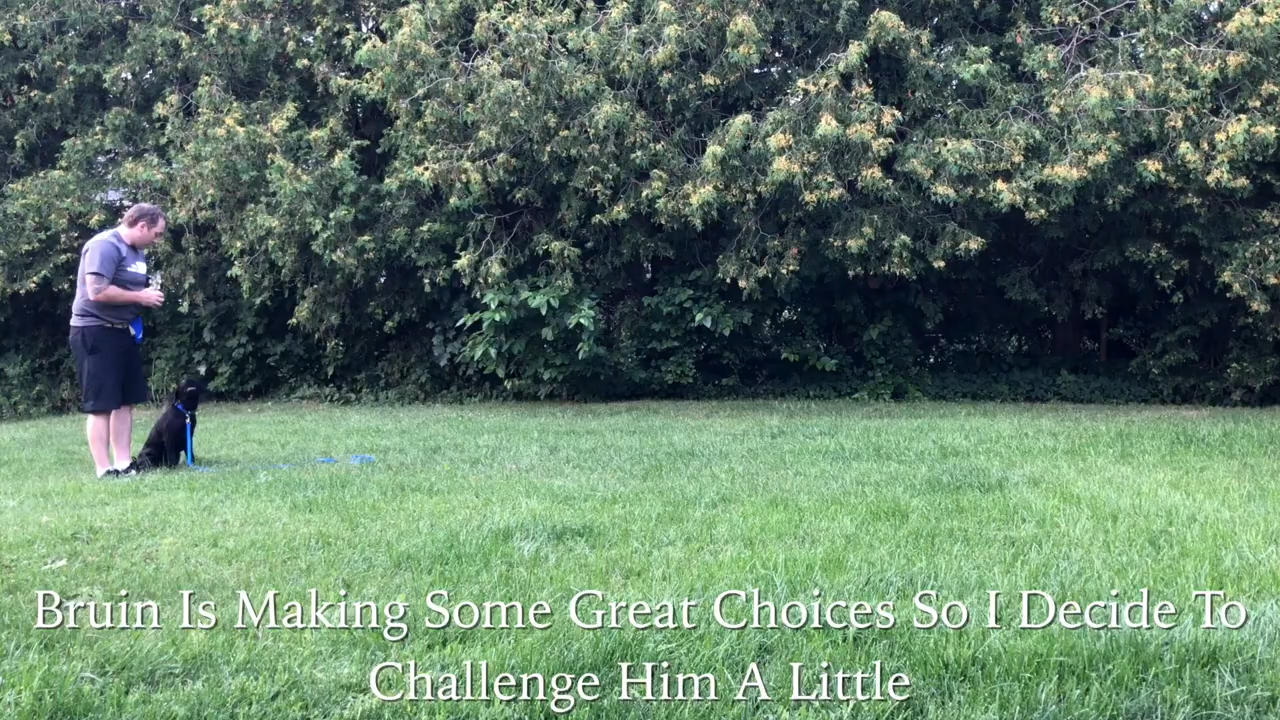 Bruin Is Making Some Great Choices So I Decide To
Challenge Him A Little